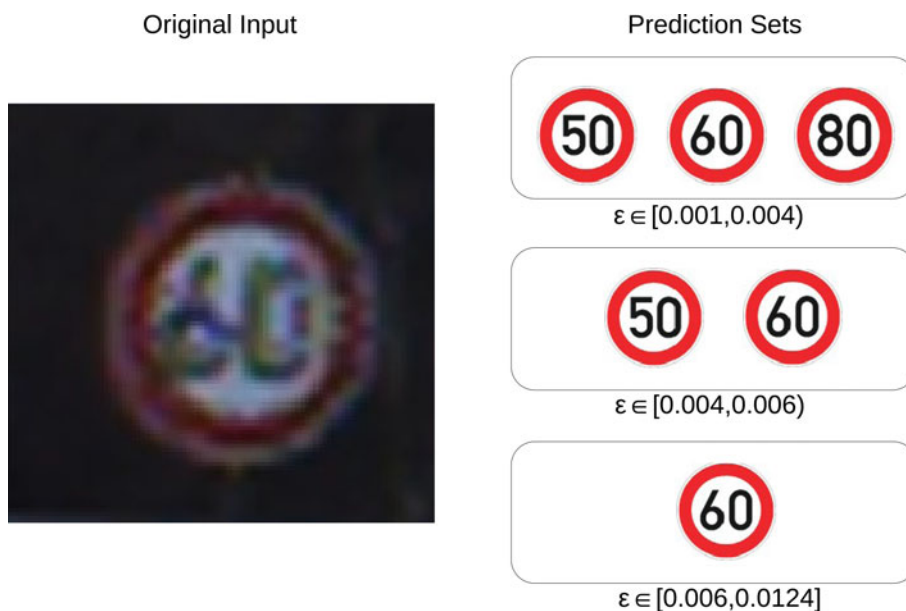 Original Input
Prediction Sets
60
50 60 80
ε ∈ [0.001,0.004)
50 60
ε ∈ [0.004,0.006)
60
ε ∈ [0.006,0.0124]